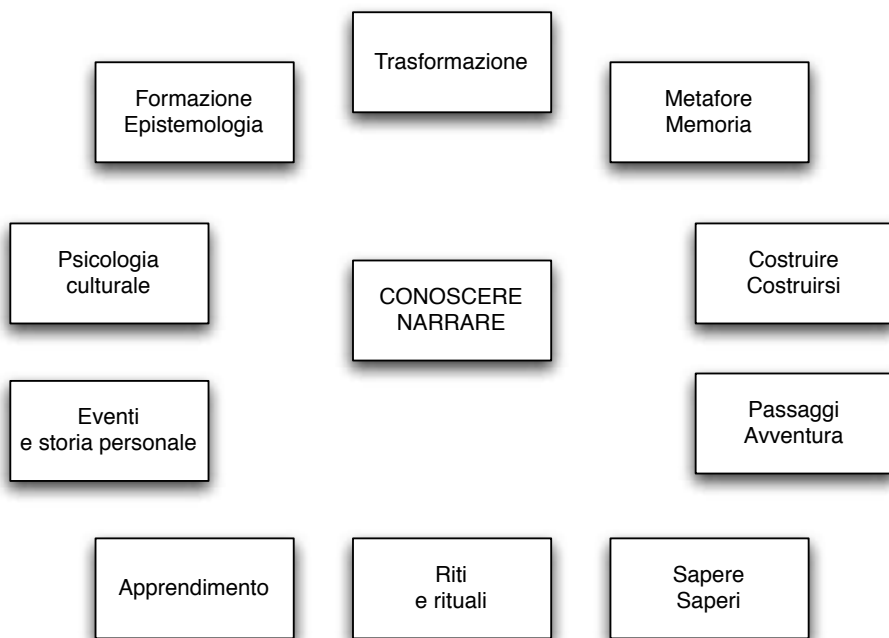 Trasformazione
Formazione
Epistemologia
Metafore
Memoria
Psicologia
culturale
CONOSCERE
NARRARE
Costruire
Costruirsi
Eventi
e storia personale
Passaggi
Avventura
Apprendimento
Riti
e rituali
Sapere
Saperi